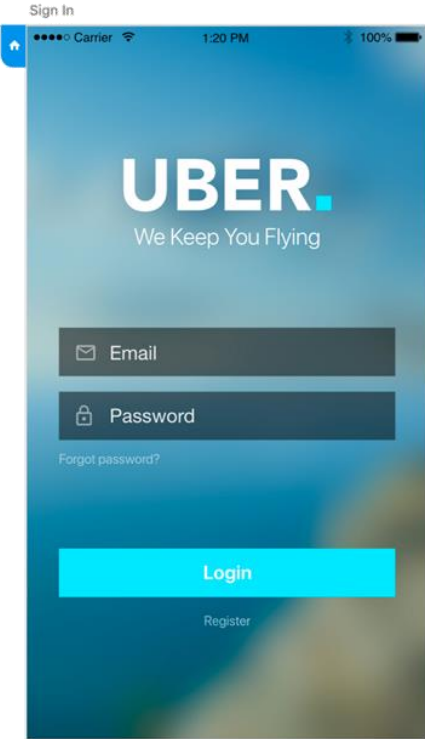 Sign In
Carrier 1:20 PM 100%
UBER.
We Keep You Flying
Email
Password
Forgot password?
Login
Register